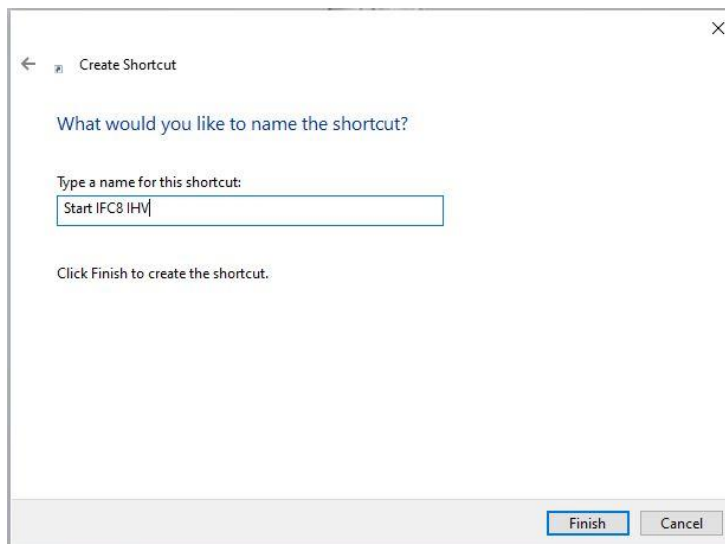 Create Shortcut
What would you like to name the shortcut?
Type a name for this shortcut:
Start IFC8 IHV
Click Finish to create the shortcut.
Finish Cancel